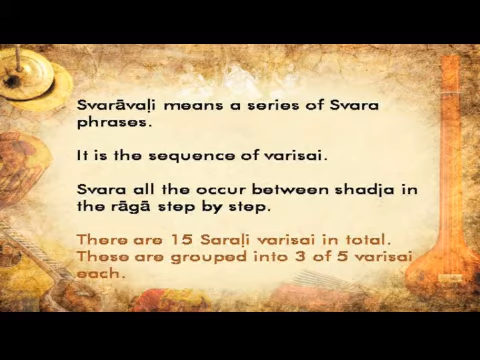 Svarāvaḷi means a series of Svara
phrases.
It is the sequence of varisai.
Svara all the occur between shadja in
the rāgā step by step.
There are 15 Saraḷi varisai in total.
These are grouped into 3 of 5 varisai
each.